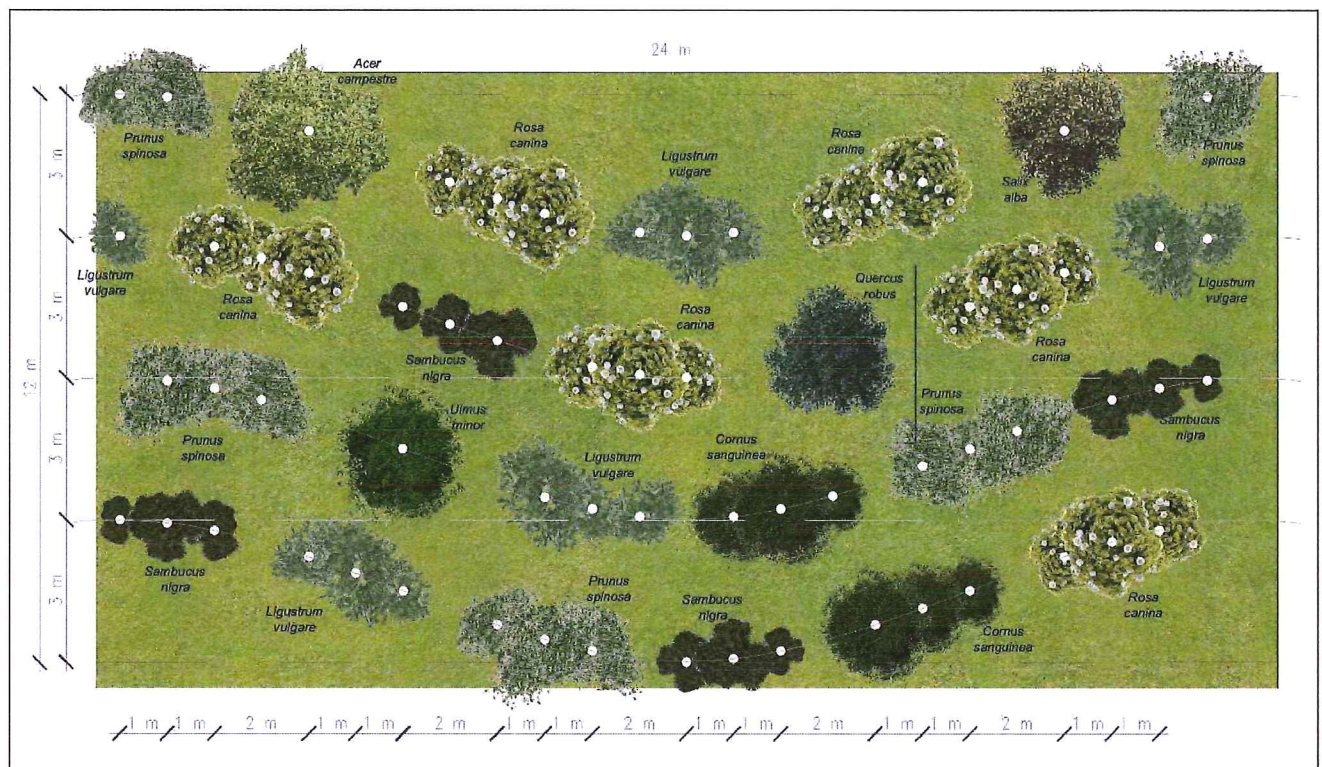 24 m
Acer
campestre
Prunus
spinosa
Rosa
canina
Ligustrum
vulgare
Rosa
canina
Salix
alba
Prunus
spinosa
Ligustrum
vulgare
Rosa
canina
Sambucus
nigra
Rosa
canina
Quercus
robus
Rosa
canina
Ligustrum
vulgare
Prunus
spinosa
Ulmus
minor
Ligustrum
vulgare
Cornus
sanguinea
Prunus
spinosa
Sambucus
nigra
Sambucus
nigra
Ligustrum
vulgare
Prunus
spinosa
Sambucus
nigra
Cornus
sanguinea
Rosa
canina
12 m
3 m
3 m
3 m
3 m
1 m 1 m 2 m 1 m 1 m 2 m 1 m 1 m 2 m 1 m 1 m 2 m 1 m 1 m 2 m 1 m 1 m